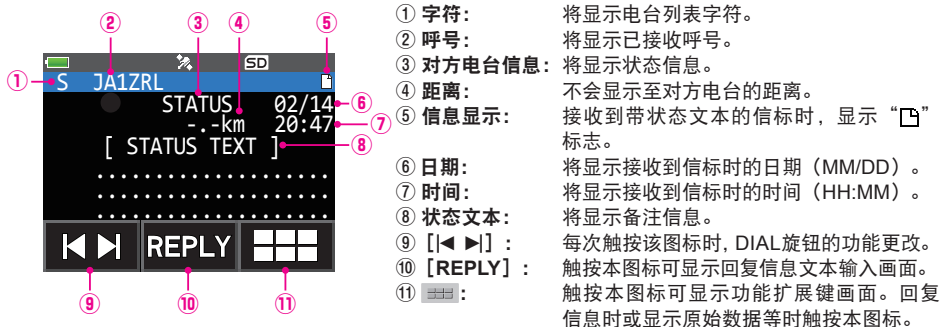 ② ③ ④ ⑤
SD
① S JA1ZRL
STATUS 02/14 ⑥
-.-km 20:47 ⑦
[ STATUS TEXT ] ⑧
REPLY
⑨ ⑩ ⑪
① 字符： 将显示电台列表字符。
② 呼号： 将显示已接收呼号。
③ 对方电台信息： 将显示状态信息。
④ 距离： 不会显示至对方电台的距离。
⑤ 信息显示： 接收到带状态文本的信标时，显示“ ”
标志。
⑥ 日期： 将显示接收到信标时的日期（MM/DD）。
⑦ 时间： 将显示接收到信标时的时间（HH:MM）。
⑧ 状态文本： 将显示备注信息。
⑨［|◀ ▶|］： 每次触按该图标时, DIAL旋钮的功能更改。
⑩［REPLY］： 触按本图标可显示回复信息文本输入画面。
⑪ ： 触按本图标可显示功能扩展键画面。回复
信息时或显示原始数据等时触按本图标。